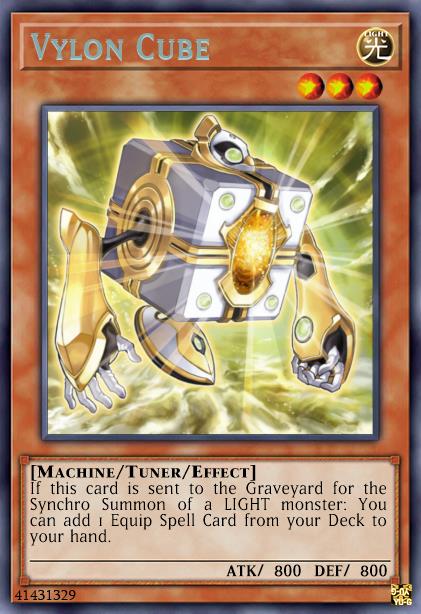 Vylon Cube
LIGHT
光
[Machine/Tuner/Effect]
If this card is sent to the Graveyard for the
Synchro Summon of a LIGHT monster: You
can add 1 Equip Spell Card from your Deck to
your hand.
ATK/ 800 DEF/ 800
41431329